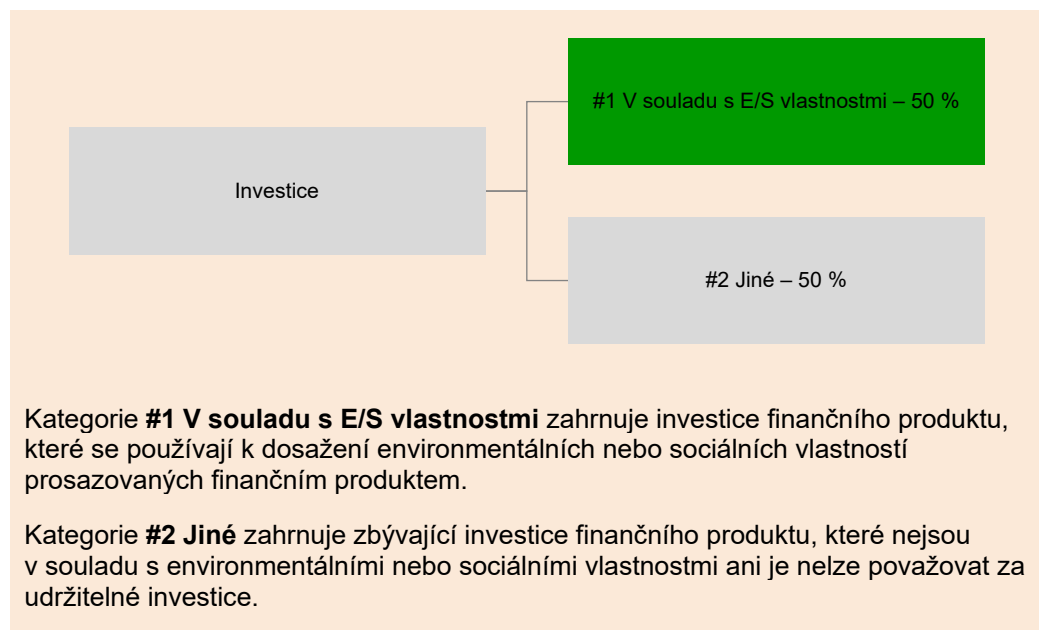 #1 V souladu s E/S vlastnostmi – 50 %
Investice
#2 Jiné – 50 %
Kategorie #1 V souladu s E/S vlastnostmi zahrnuje investice finančního produktu,
které se používají k dosažení environmentálních nebo sociálních vlastností
prosazovaných finančním produktem.
Kategorie #2 Jiné zahrnuje zbývající investice finančního produktu, které nejsou
v souladu s environmentálními nebo sociálními vlastnostmi ani je nelze považovat za
udržitelné investice.